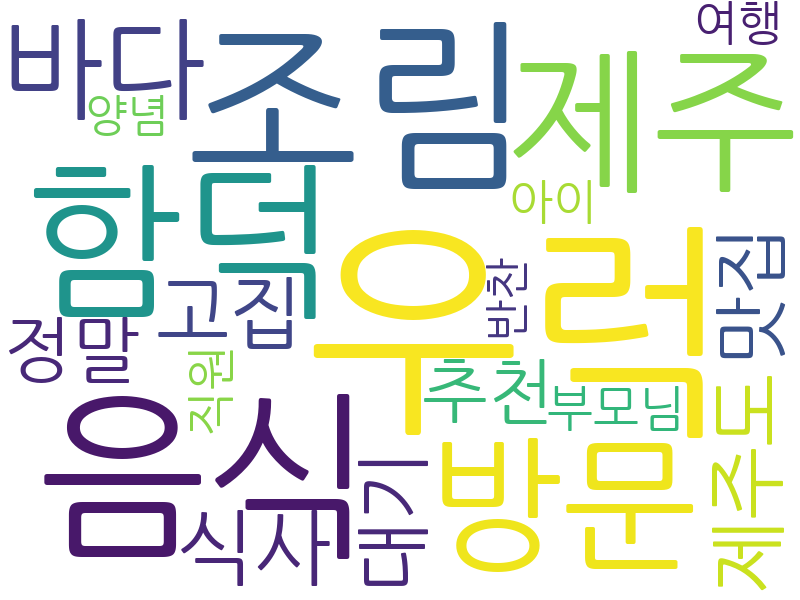 여행
바다
조림
제주
양념
아이
함덕
우럭
맛집
고집
반찬
정말
직원
추천
부모님
음식
방문
제주도
대기
식사